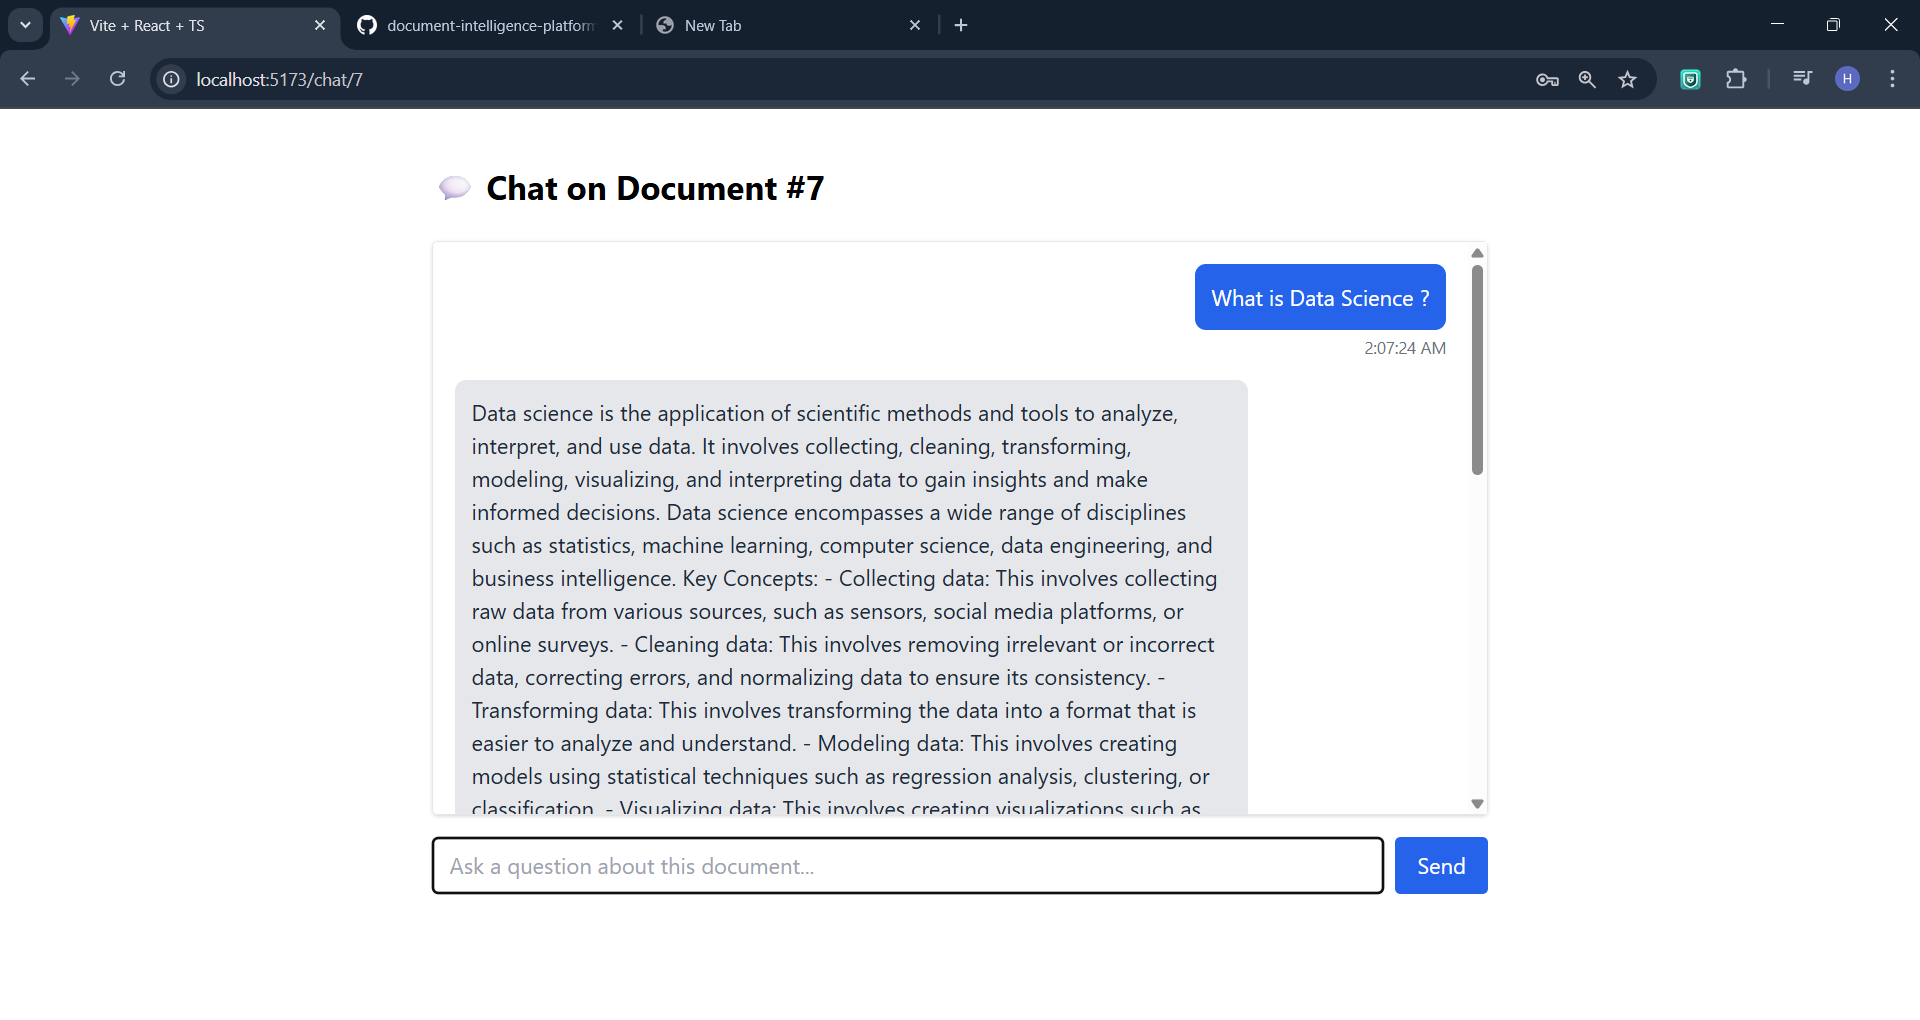 Vite + React + TS
document-intelligence-platform
New Tab
localhost:5173/chat/7
H
Chat on Document #7
What is Data Science ?
2:07:24 AM
Data science is the application of scientific methods and tools to analyze,
interpret, and use data. It involves collecting, cleaning, transforming,
modeling, visualizing, and interpreting data to gain insights and make
informed decisions. Data science encompasses a wide range of disciplines
such as statistics, machine learning, computer science, data engineering, and
business intelligence. Key Concepts: - Collecting data: This involves collecting
raw data from various sources, such as sensors, social media platforms, or
online surveys. - Cleaning data: This involves removing irrelevant or incorrect
data, correcting errors, and normalizing data to ensure its consistency. -
Transforming data: This involves transforming the data into a format that is
easier to analyze and understand. - Modeling data: This involves creating
models using statistical techniques such as regression analysis, clustering, or
classification. - Visualizing data: This involves creating visualizations such as
Ask a question about this document...
Send